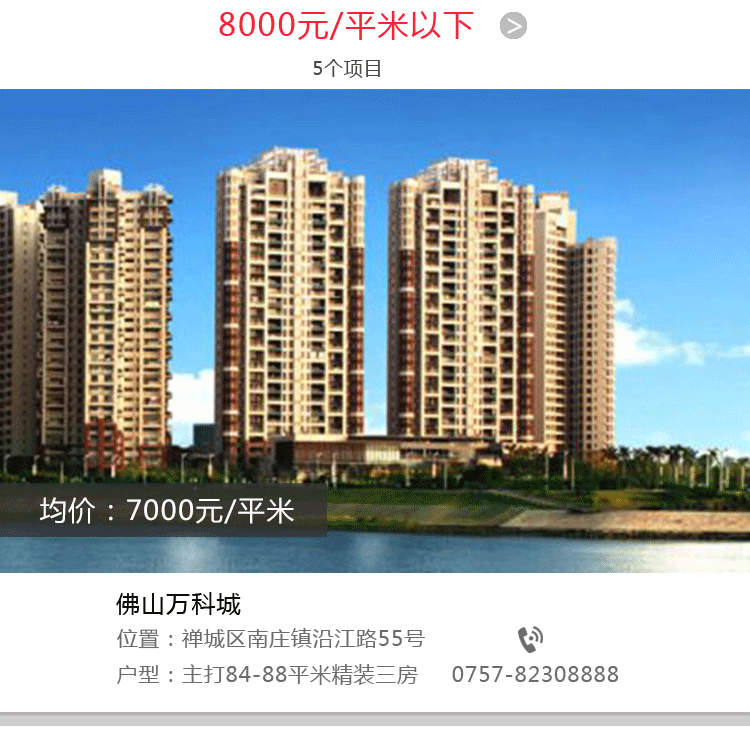 8000元/平米以下 >
5个项目
均价：7000元/平米
佛山万科城
位置：禅城区南庄镇沿江路55号
户型：主打84-88平米精装三房 0757-82308888